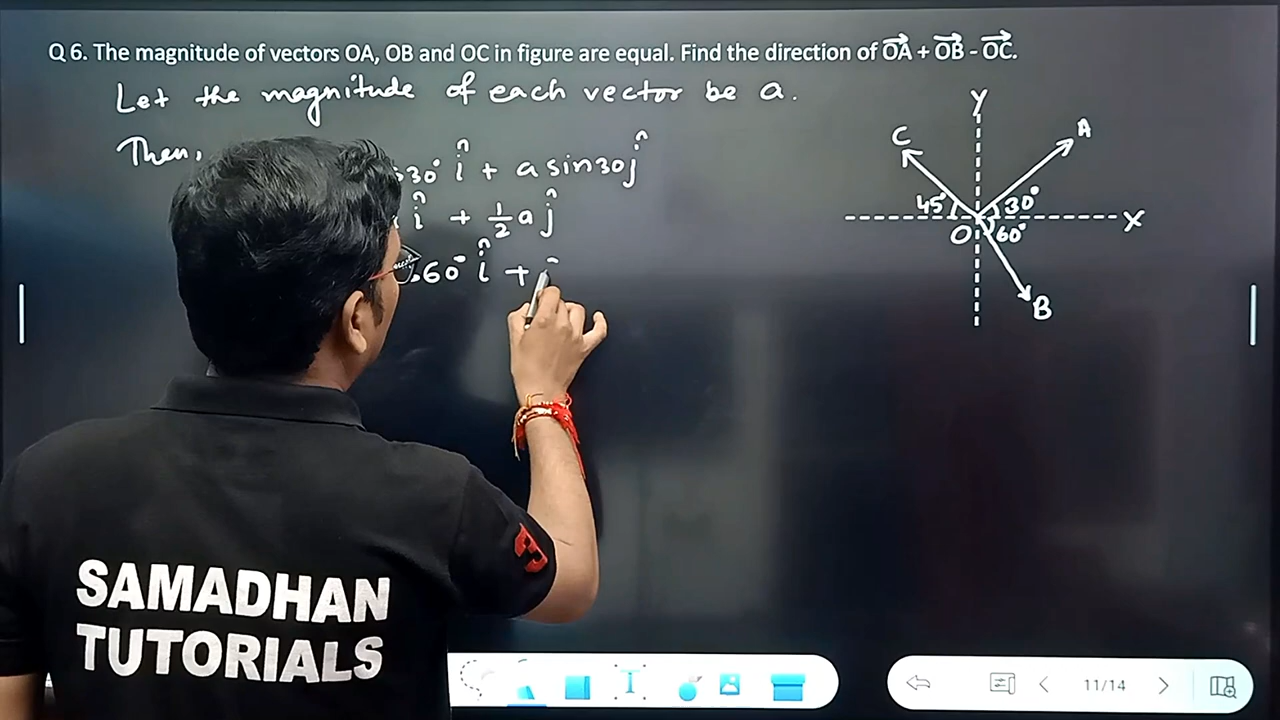 Q 6. The magnitude of vectors OA, OB and OC in figure are equal. Find the direction of OA⃗ + OB⃗ - OC⃗.
Let the magnitude of each vector be a.
Then,
30° î + a sin30 ĵ
î + 1/2 a ĵ
60° î +
Y
C
A
45°
30°
X
O
60°
B
SAMADHAN
TUTORIALS
11/14